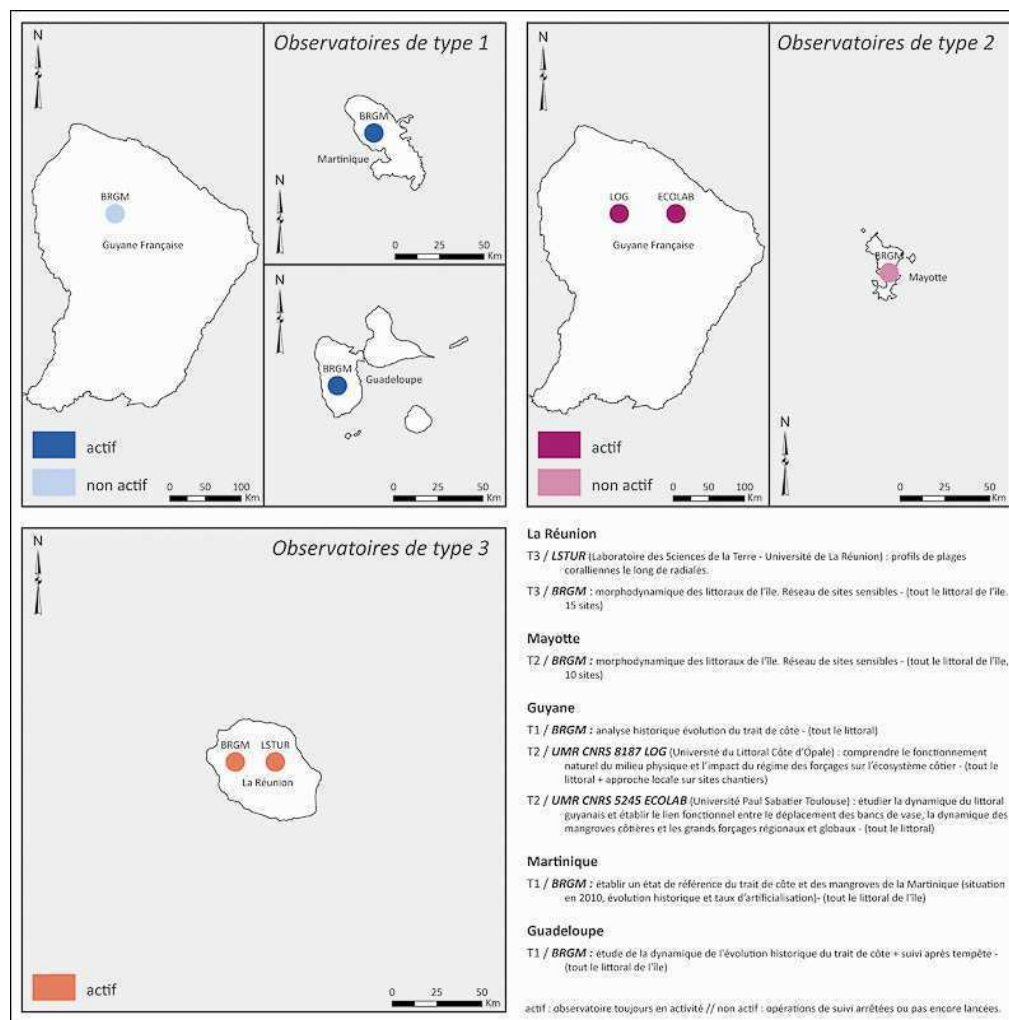 N
Observatoires de type 1
BRGM
Martinique
N
0 25 50
Km
BRGM
Guyane Française
N
BRGM
Guadeloupe
actif
non actif
0 50 100
Km
0 25 50
Km
N
Observatoires de type 2
LOG
ECOLAB
Guyane Française
BRGM
Mayotte
N
actif
non actif
0 50 100
Km
0 25 50
Km
N
Observatoires de type 3
BRGM
LSTUR
La Réunion
actif
0 25 50
Km
La Réunion
T3 / LSTUR (Laboratoire des Sciences de la Terre - Université de La Réunion) : profils de plages
coralliennes le long de radiales.
T3 / BRGM : morphodynamique des littoraux de l'île. Réseau de sites sensibles - (tout le littoral de l'île.
15 sites)
Mayotte
T2 / BRGM : morphodynamique des littoraux de l'île. Réseau de sites sensibles - (tout le littoral de l'île,
10 sites)
Guyane
T1 / BRGM : analyse historique évolution du trait de côte - (tout le littoral)
T2 / UMR CNRS 8187 LOG (Université du Littoral Côte d'Opale) : comprendre le fonctionnement
naturel du milieu physique et l'impact du régime des forçages sur l'écosystème côtier - (tout le
littoral + approche locale sur sites chantiers)
T2 / UMR CNRS 5245 ECOLAB (Université Paul Sabatier Toulouse) : étudier la dynamique du littoral
guyanais et établir le lien fonctionnel entre le déplacement des bancs de vase, la dynamique des
mangroves côtières et les grands forçages régionaux et globaux - (tout le littoral)
Martinique
T1 / BRGM : établir un état de référence du trait de côte et des mangroves de la Martinique (situation
en 2010, évolution historique et taux d'artificialisation)- (tout le littoral de l'île)
Guadeloupe
T1 / BRGM : étude de la dynamique de l'évolution historique du trait de côte + suivi après tempête -
(tout le littoral de l'île)
actif : observatoire toujours en activité // non actif : opérations de suivi arrêtées ou pas encore lancées.